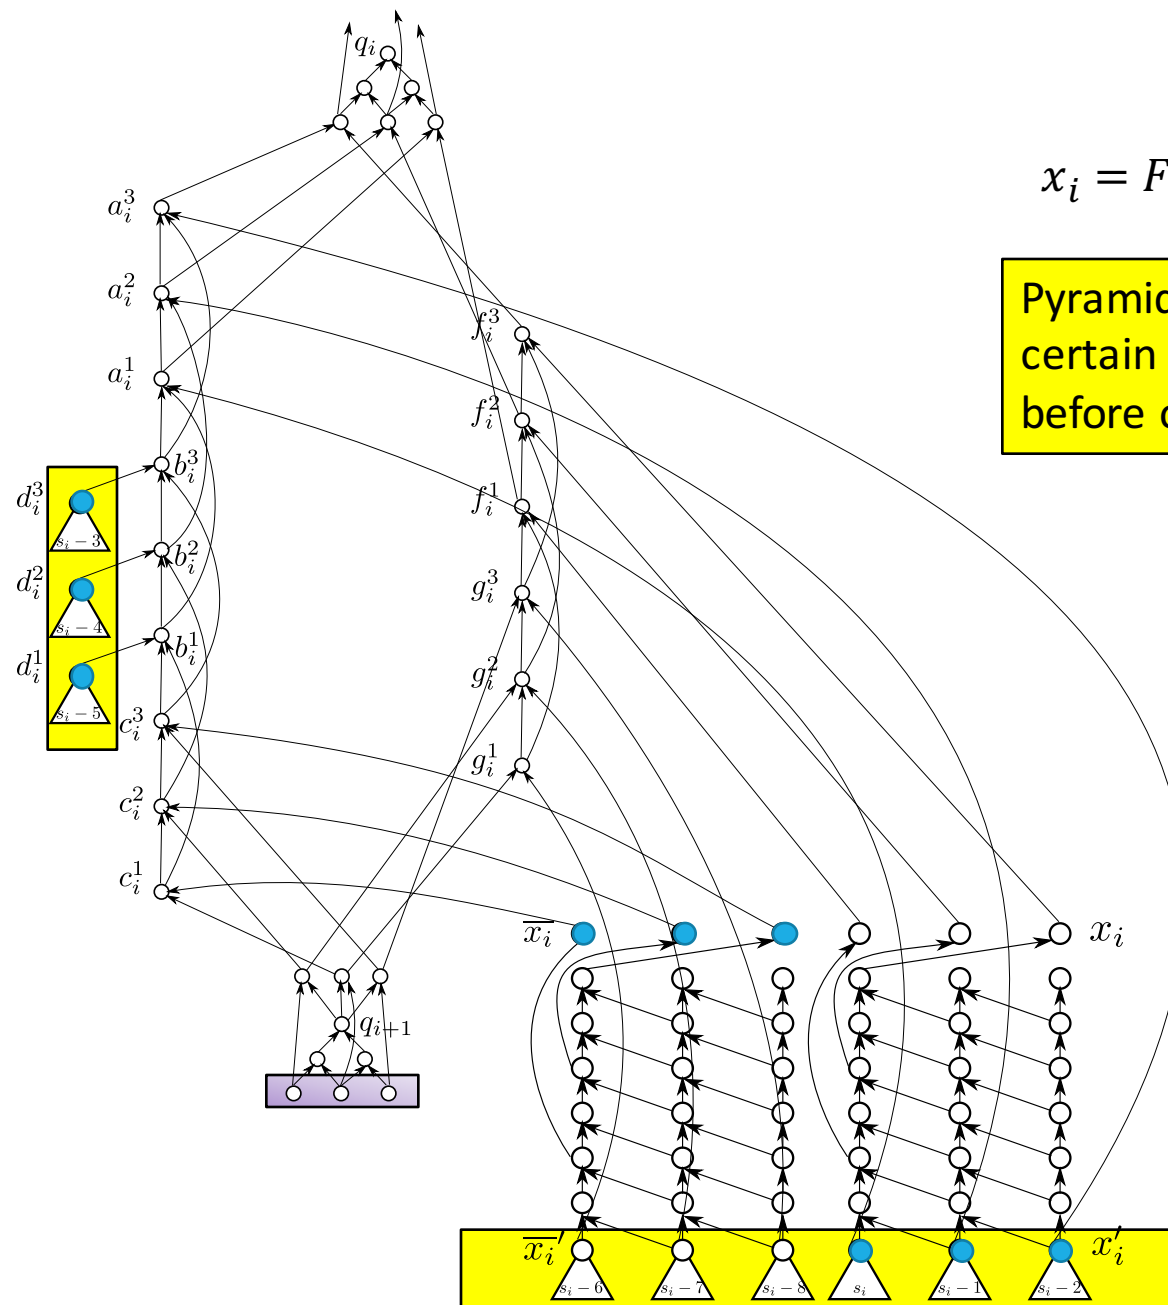 $q_i$
$x_i = F$
$a_i^3$
Pyramid
certain
before c
$a_i^2$
$f_i^3$
$a_i^1$
$f_i^2$
$b_i^3$
$d_i^3$
$f_i^1$
$s_i - 3$
$b_i^2$
$d_i^2$
$g_i^3$
$s_i - 4$
$b_i^1$
$d_i^1$
$g_i^2$
$s_i - 5$
$c_i^3$
$g_i^1$
$c_i^2$
$c_i^1$
$\overline{x_i}$ $x_i$
$q_{i+1}$
$\overline{x_i}'$ $x_i'$
$s_i - 6$ $s_i - 7$ $s_i - 8$ $s_i$ $s_i - 1$ $s_i - 2$